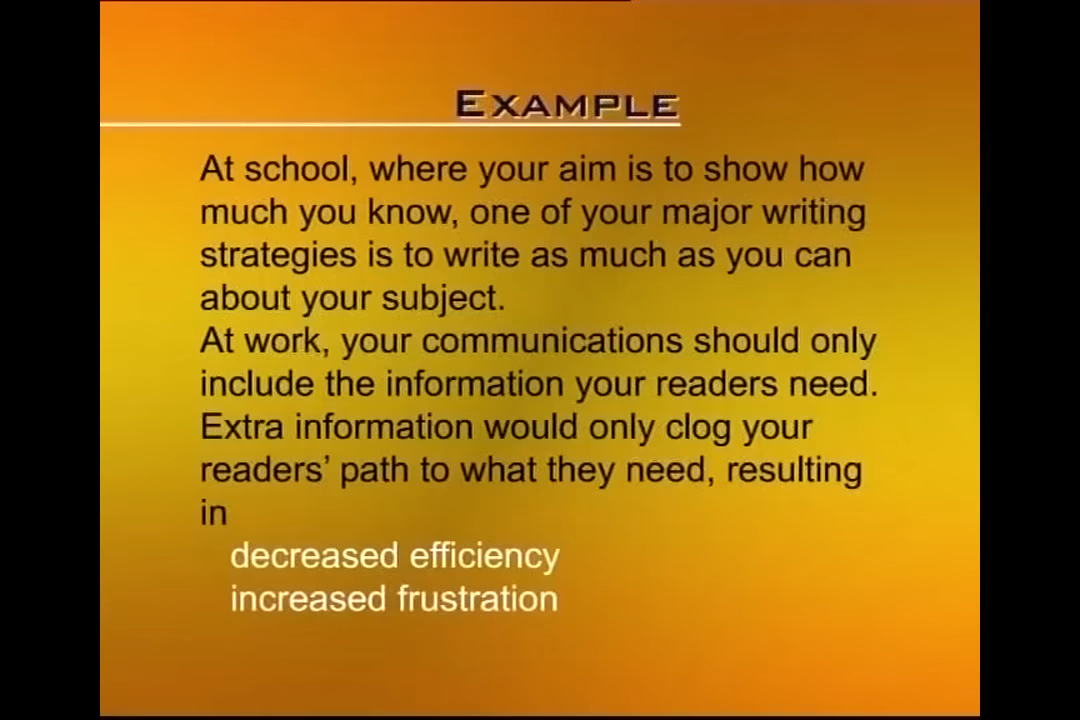 EXAMPLE
At school, where your aim is to show how
much you know, one of your major writing
strategies is to write as much as you can
about your subject.
At work, your communications should only
include the information your readers need.
Extra information would only clog your
readers’ path to what they need, resulting
in
decreased efficiency
increased frustration